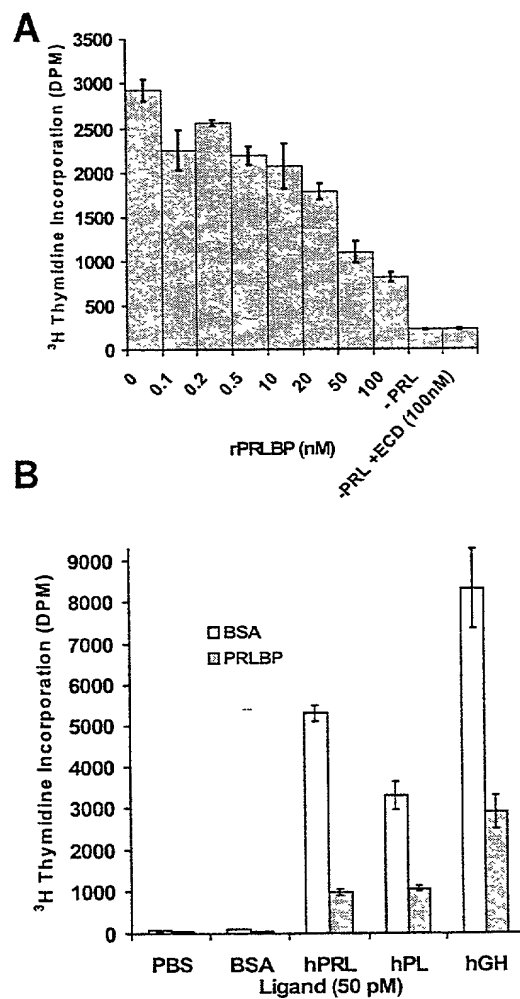 A
3500
3000
2500
2000
1500
1000
500
0
³H Thymidine Incorporation (DPM)
0
0.1
0.2
0.5
10
20
50
100
-PRL
-PRL +ECD (100nM)
rPRLBP (nM)
B
9000
8000
7000
6000
5000
4000
3000
2000
1000
0
³H Thymidine Incorporation (DPM)
BSA
PRLBP
PBS BSA hPRL hPL hGH
Ligand (50 pM)